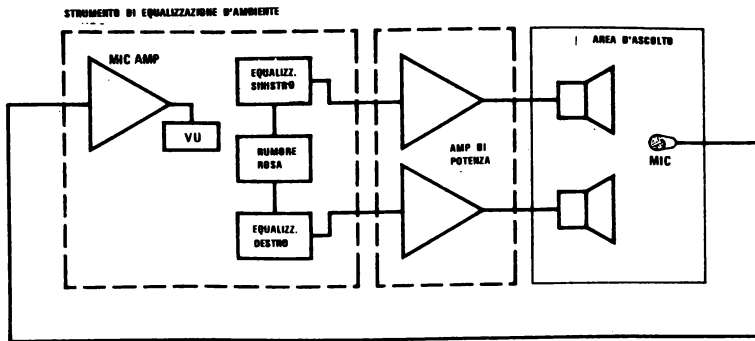 STRUMENTO DI EQUALIZZAZIONE D'AMBIENTE
MIC AMP
VU
EQUALIZZ.
SINISTRO
RUMORE
ROSA
EQUALIZZ.
DESTRO
AMP DI
POTENZA
AREA D'ASCOLTO
MIC